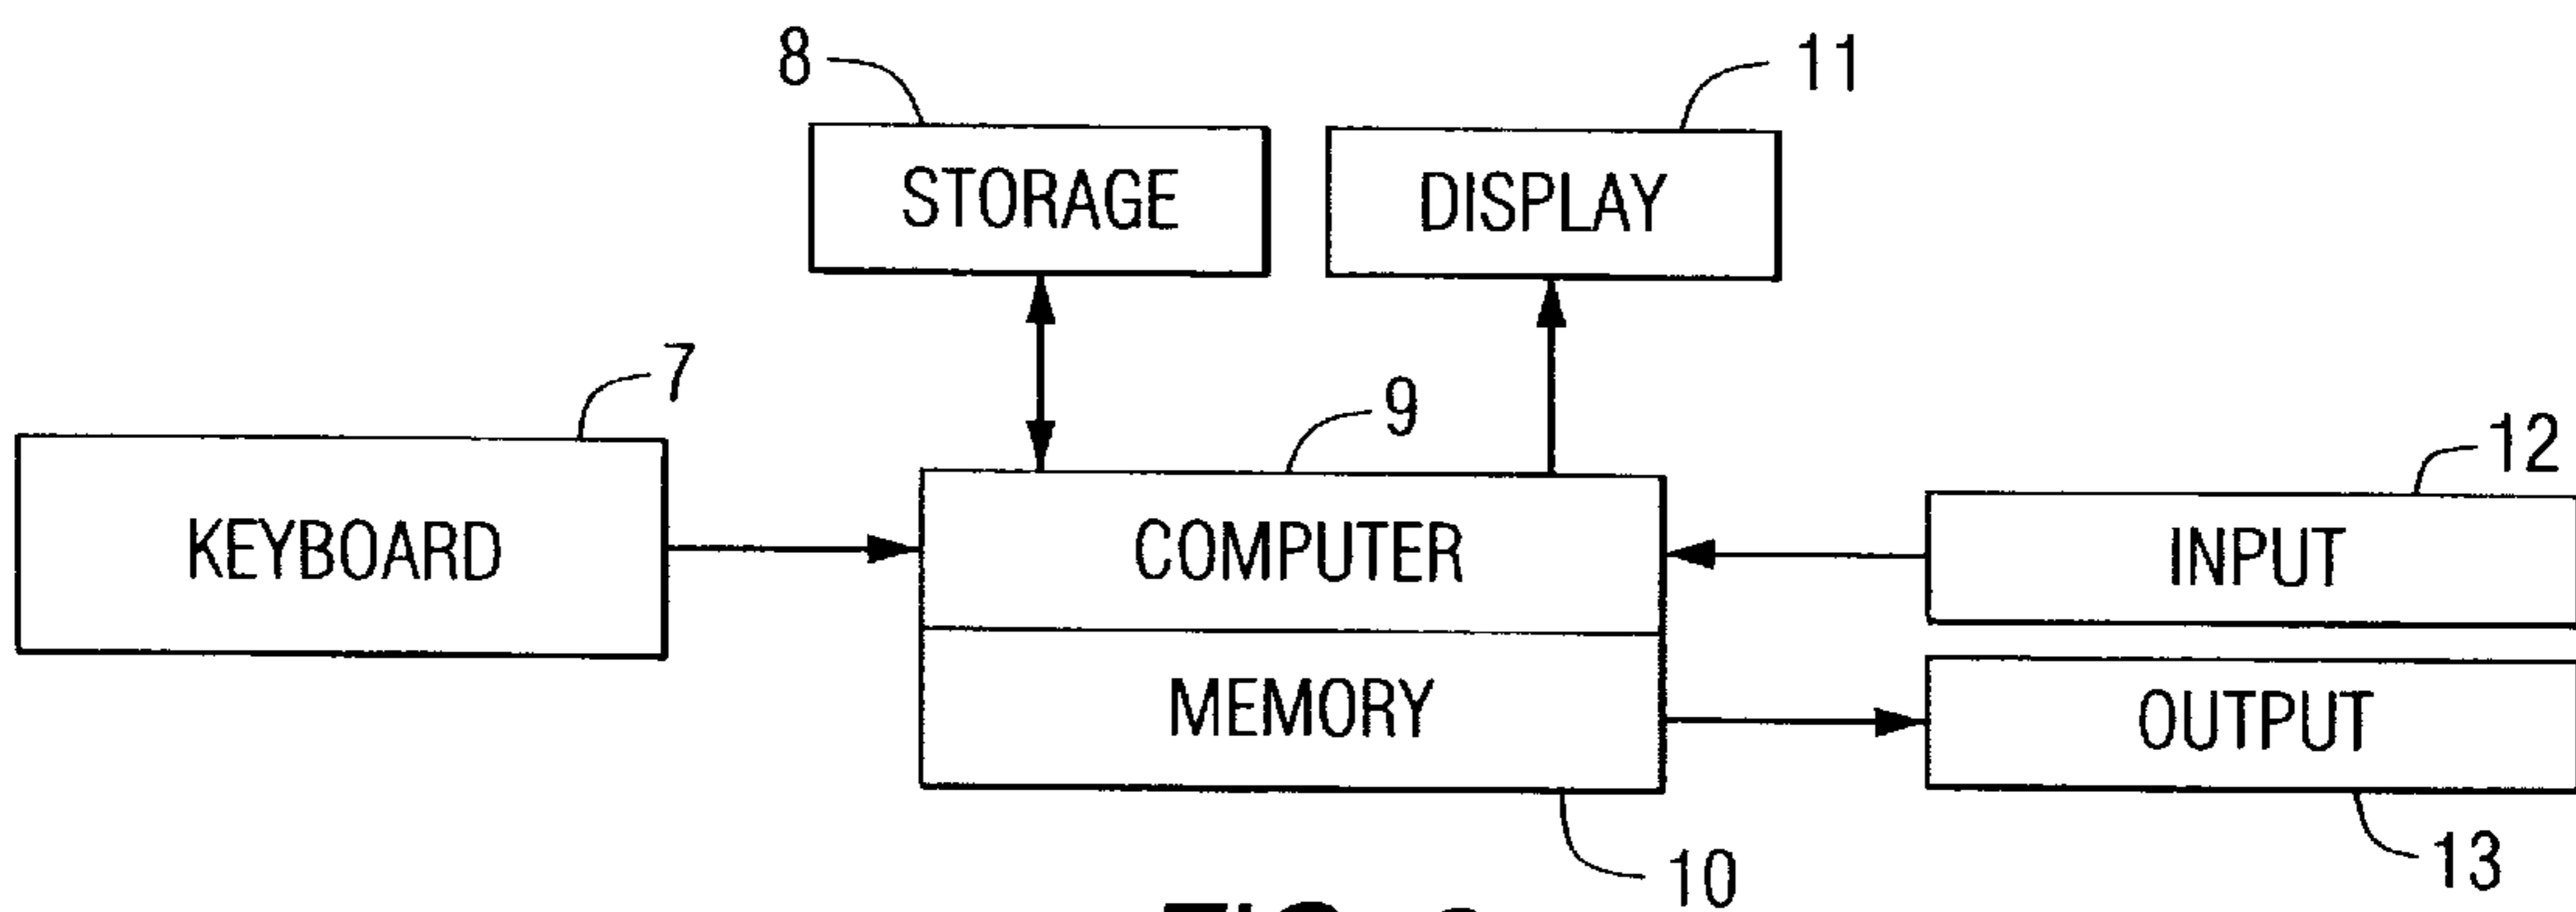 8
11
STORAGE
DISPLAY
7
9
12
KEYBOARD
COMPUTER
INPUT
MEMORY
OUTPUT
10
13